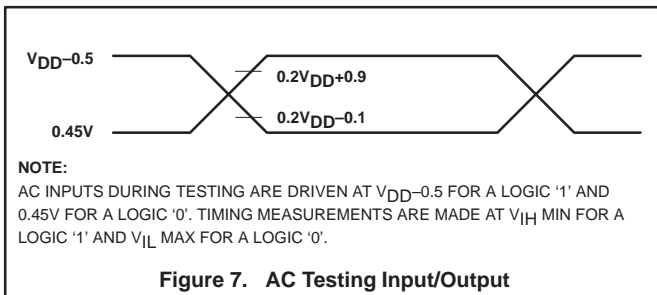 VDD–0.5
0.2VDD+0.9
0.2VDD–0.1
0.45V
NOTE:
AC INPUTS DURING TESTING ARE DRIVEN AT VDD–0.5 FOR A LOGIC ‘1’ AND
0.45V FOR A LOGIC ‘0’. TIMING MEASUREMENTS ARE MADE AT VIH MIN FOR A
LOGIC ‘1’ AND VIL MAX FOR A LOGIC ‘0’.
Figure 7. AC Testing Input/Output